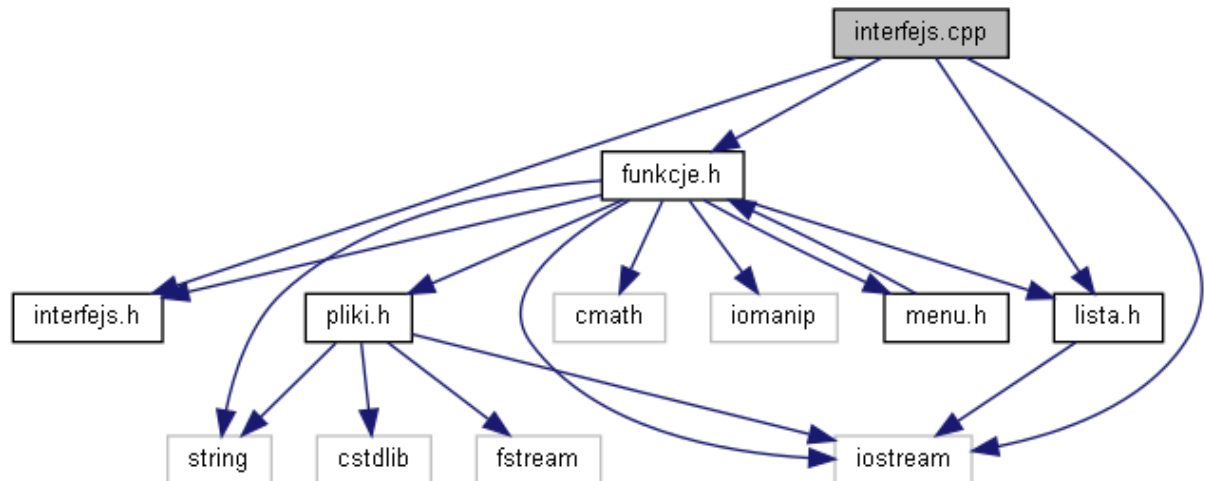 interfejs.cpp
funkcje.h
interfejs.h
pliki.h
cmath
iomanip
menu.h
lista.h
string
cstdlib
fstream
iostream